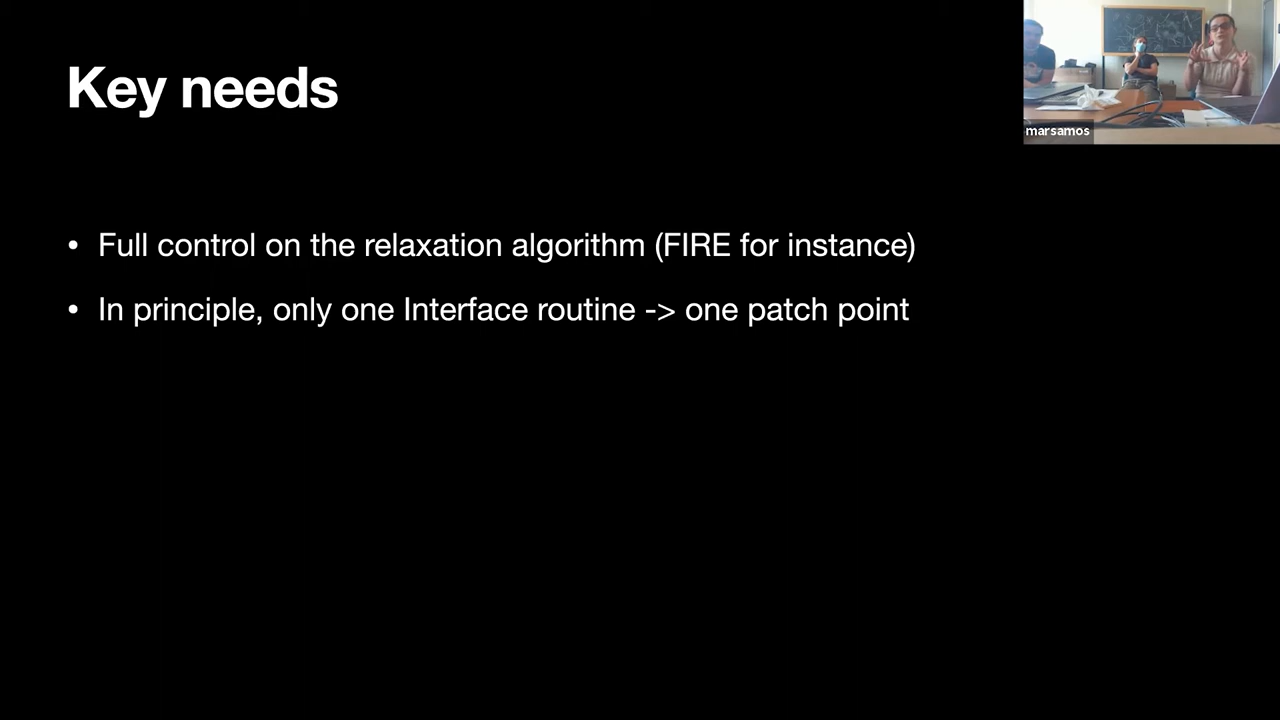 Key needs
marsamos
• Full control on the relaxation algorithm (FIRE for instance)
• In principle, only one Interface routine -> one patch point